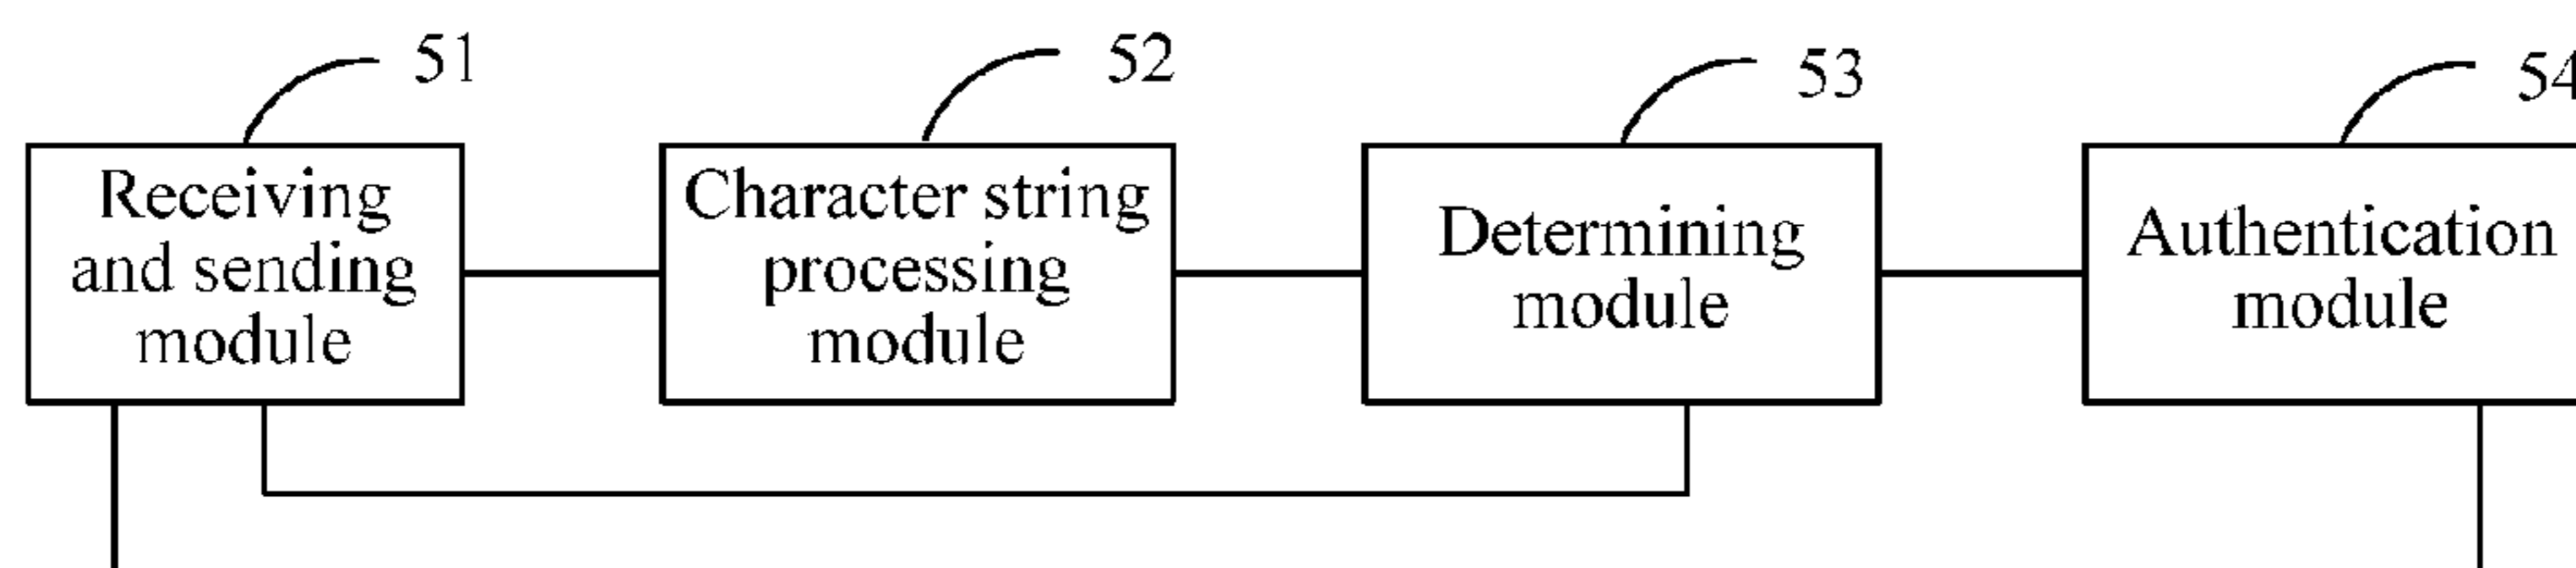 51
52
53
54
Receiving
and sending
module
Character string
processing
module
Determining
module
Authentication
module